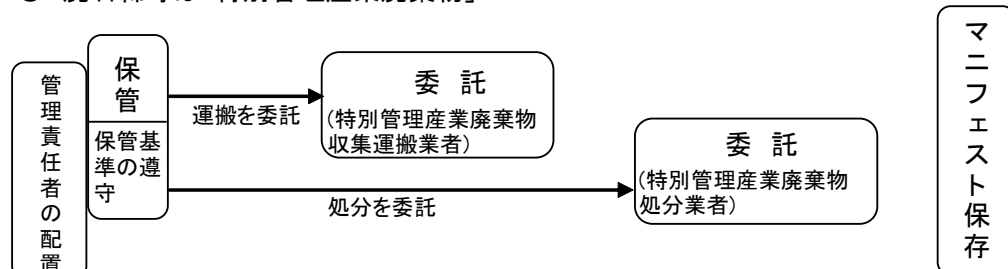 管理責任者の配置
保管
保管基
準の遵
守
運搬を委託
委 託
(特別管理産業廃棄物
収集運搬業者)
処分を委託
委 託
(特別管理産業廃棄物
処分業者)
マニフェスト保存